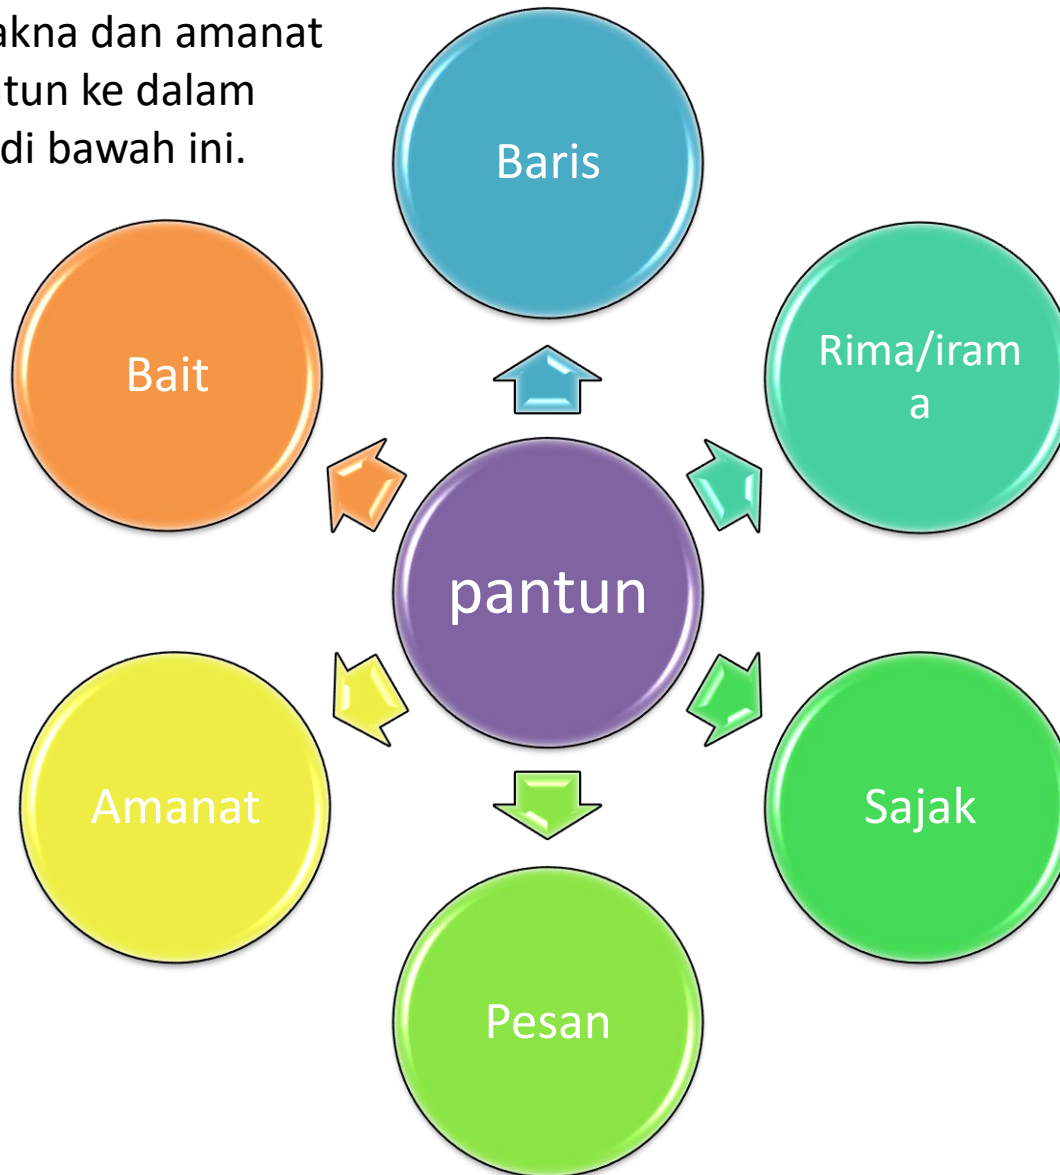 akna dan amanat
tun ke dalam
di bawah ini.
Baris
Bait
Rima/iram
a
pantun
Amanat
Sajak
Pesan